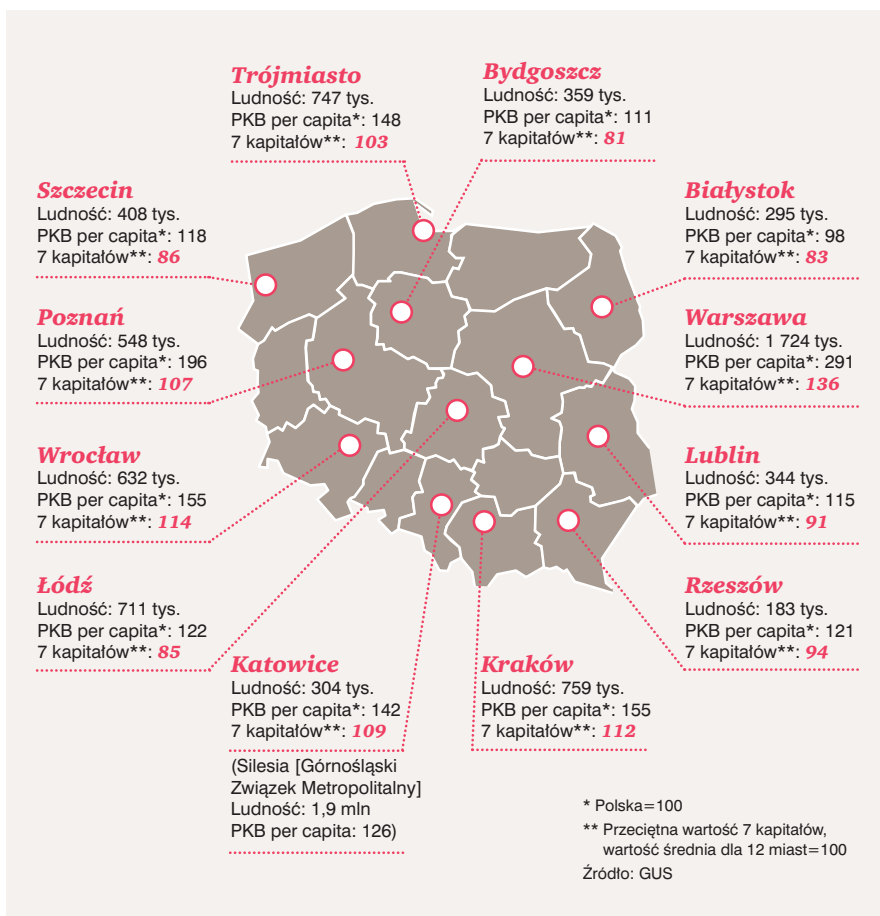 Trójmiasto
Ludność: 747 tys.
PKB per capita*: 148
7 kapitałów**: 103
Bydgoszcz
Ludność: 359 tys.
PKB per capita*: 111
7 kapitałów**: 81
Szczecin
Ludność: 408 tys.
PKB per capita*: 118
7 kapitałów**: 86
Białystok
Ludność: 295 tys.
PKB per capita*: 98
7 kapitałów**: 83
Poznań
Ludność: 548 tys.
PKB per capita*: 196
7 kapitałów**: 107
Warszawa
Ludność: 1 724 tys.
PKB per capita*: 291
7 kapitałów**: 136
Wrocław
Ludność: 632 tys.
PKB per capita*: 155
7 kapitałów**: 114
Lublin
Ludność: 344 tys.
PKB per capita*: 115
7 kapitałów**: 91
Łódź
Ludność: 711 tys.
PKB per capita*: 122
7 kapitałów**: 85
Rzeszów
Ludność: 183 tys.
PKB per capita*: 121
7 kapitałów**: 94
Katowice
Ludność: 304 tys.
PKB per capita*: 142
7 kapitałów**: 109
(Silesia [Górnośląski
Związek Metropolitalny]
Ludność: 1,9 mln
PKB per capita: 126)
Kraków
Ludność: 759 tys.
PKB per capita*: 155
7 kapitałów**: 112
* Polska=100
** Przeciętna wartość 7 kapitałów,
wartość średnia dla 12 miast=100
Źródło: GUS